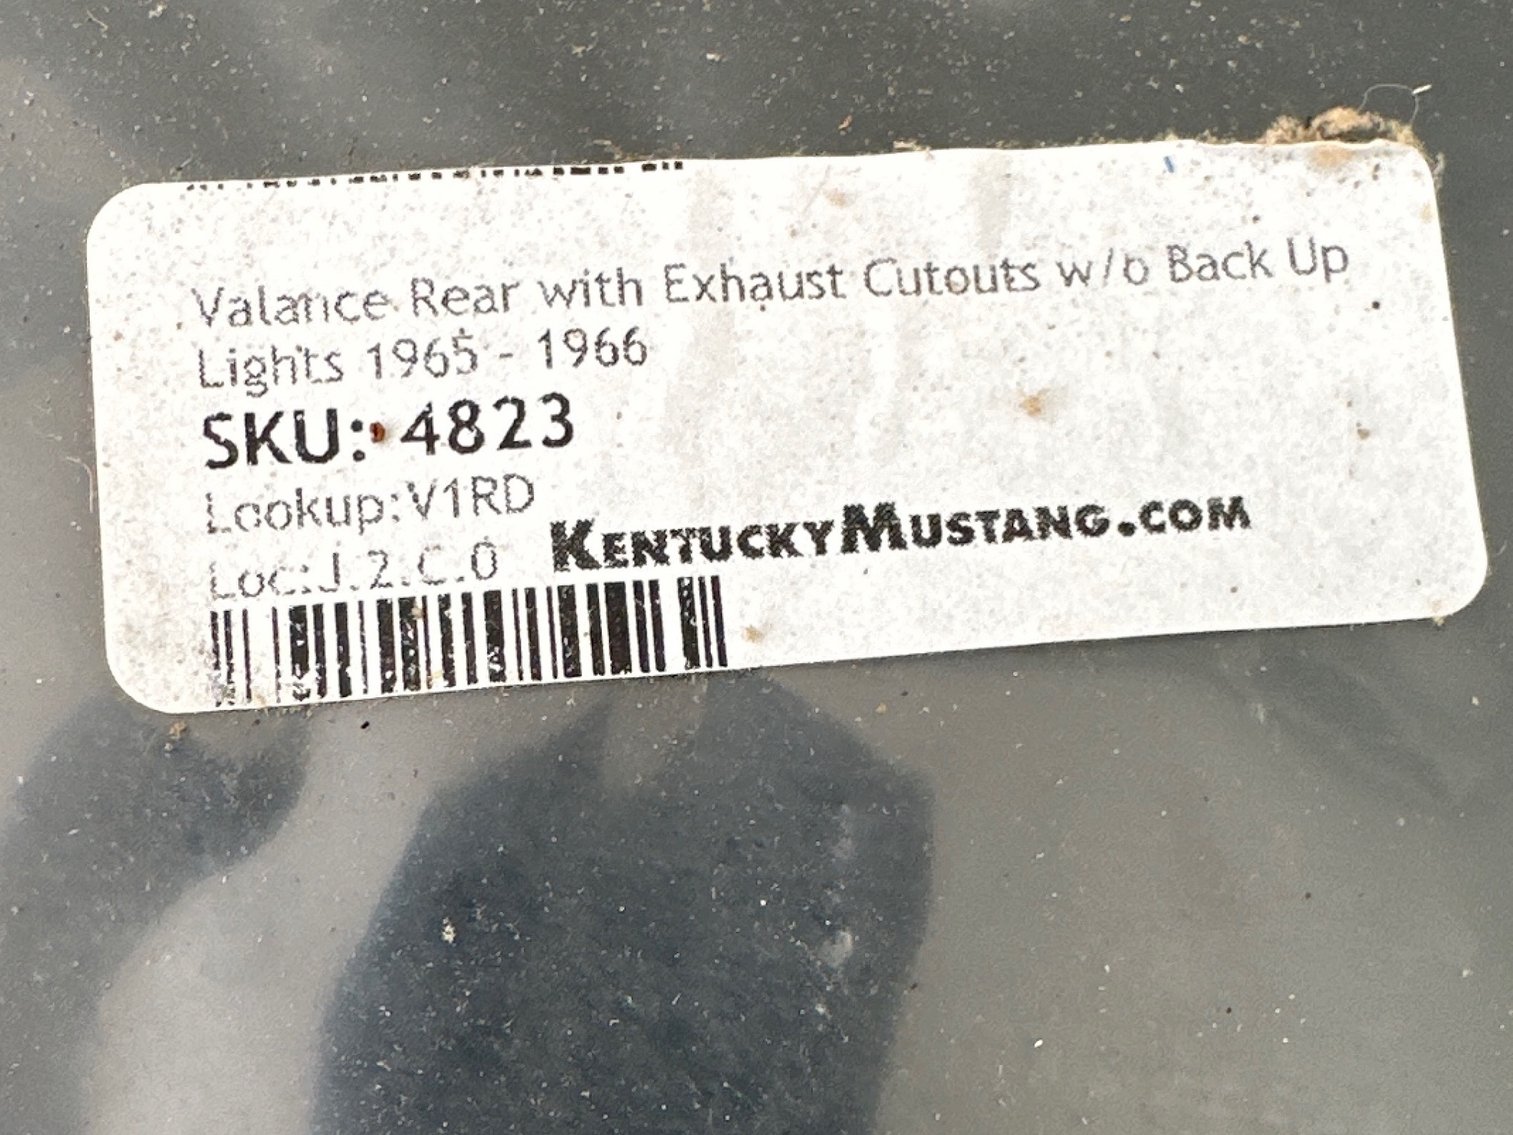 Valance Rear with Exhaust Cutouts w/o Back Up
Lights 1965 - 1966
SKU: 4823
Lookup:V1RD
Loc:J.2.C.0
KENTUCKYMUSTANG.COM